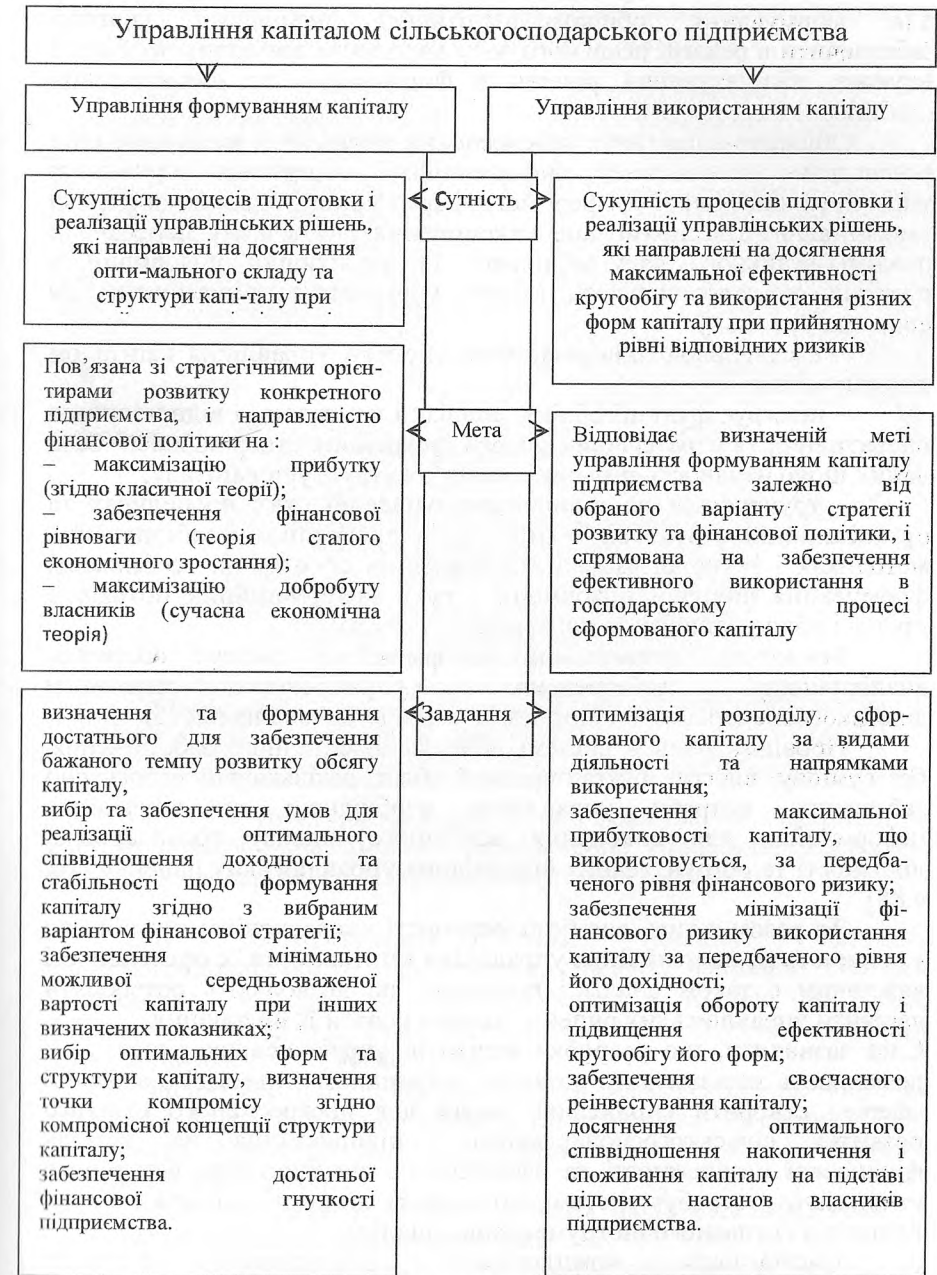 Управління капіталом сільськогосподарського підприємства
Управління формуванням капіталу
Управління використанням капіталу
Сутність
Сукупність процесів підготовки і
реалізації управлінських рішень,
які направлені на досягнення
опти-мального складу та
структури капі-талу при
Сукупність процесів підготовки і
реалізації управлінських рішень,
які направлені на досягнення
максимальної ефективності
кругообігу та використання різних
форм капіталу при прийнятному
рівні відповідних ризиків
Мета
Пов’язана зі стратегічними орієн-
тирами розвитку конкретного
підприємства, і направленістю
фінансової політики на :
– максимізацію прибутку
(згідно класичної теорії);
– забезпечення фінансової
рівноваги (теорія сталого
економічного зростання);
– максимізацію добробуту
власників (сучасна економічна
теорія)
Відповідає визначеній меті
управління формуванням капіталу
підприємства залежно від
обраного варіанту стратегії
розвитку та фінансової політики, і
спрямована на забезпечення
ефективного використання в
господарському процесі
сформованого капіталу
Завдання
визначення та формування
достатнього для забезпечення
бажаного темпу розвитку обсягу
капіталу,
вибір та забезпечення умов для
реалізації оптимального
співвідношення доходності та
стабільності щодо формування
капіталу згідно з вибраним
варіантом фінансової стратегії;
забезпечення мінімально
можливої середньозваженої
вартості капіталу при інших
визначених показниках;
вибір оптимальних форм та
структури капіталу, визначення
точки компромісу згідно
компромісної концепції структури
капіталу;
забезпечення достатньої
фінансової гнучкості
підприємства.
оптимізація розподілу сфор-
мованого капіталу за видами
діяльності та напрямками
використання;
забезпечення максимальної
прибутковості капіталу, що
використовується, за передба-
ченого рівня фінансового ризику;
забезпечення мінімізації фі-
нансового ризику використання
капіталу за передбаченого рівня
його дохідності;
оптимізація обороту капіталу і
підвищення ефективності
кругообігу його форм;
забезпечення своєчасного
реінвестування капіталу;
досягнення оптимального
співвідношення накопичення і
споживання капіталу на підставі
цільових настанов власників
підприємства.